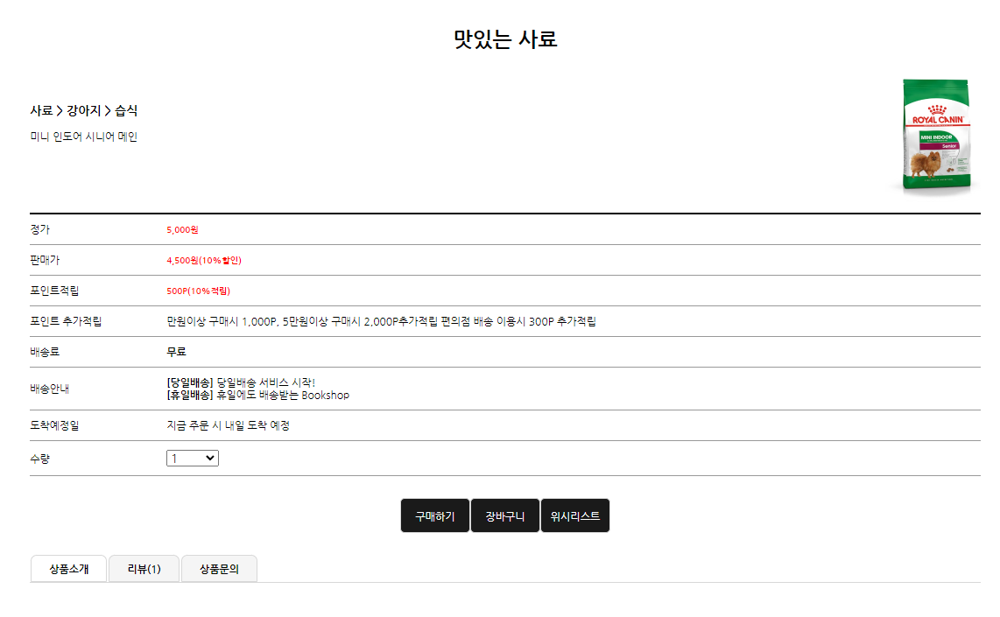 맛있는 사료
사료 > 강아지 > 습식
미니 인도어 시니어 메인
ROYAL CANIN
MINI INDOOR
Senior
정가 5,000원
판매가 4,500원(10%할인)
포인트적립 500P(10%적립)
포인트 추가적립 만원이상 구매시 1,000P, 5만원이상 구매시 2,000P추가적립 편의점 배송 이용시 300P 추가적립
배송료 무료
배송안내 [당일배송] 당일배송 서비스 시작!
[휴일배송] 휴일에도 배송받는 Bookshop
도착예정일 지금 주문 시 내일 도착 예정
수량 1
구매하기 장바구니 위시리스트
상품소개 리뷰(1) 상품문의